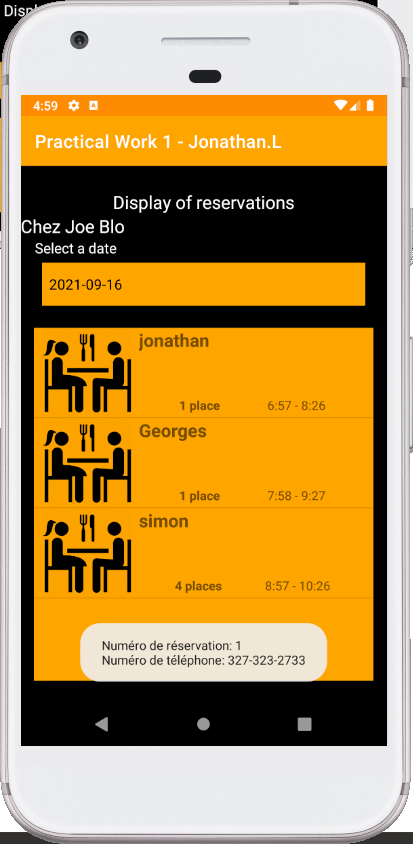 Displ
4:59
Practical Work 1 - Jonathan.L
Display of reservations
Chez Joe Blo
Select a date
2021-09-16
jonathan
1 place 6:57 - 8:26
Georges
1 place 7:58 - 9:27
simon
4 places 8:57 - 10:26
Numéro de réservation: 1
Numéro de téléphone: 327-323-2733